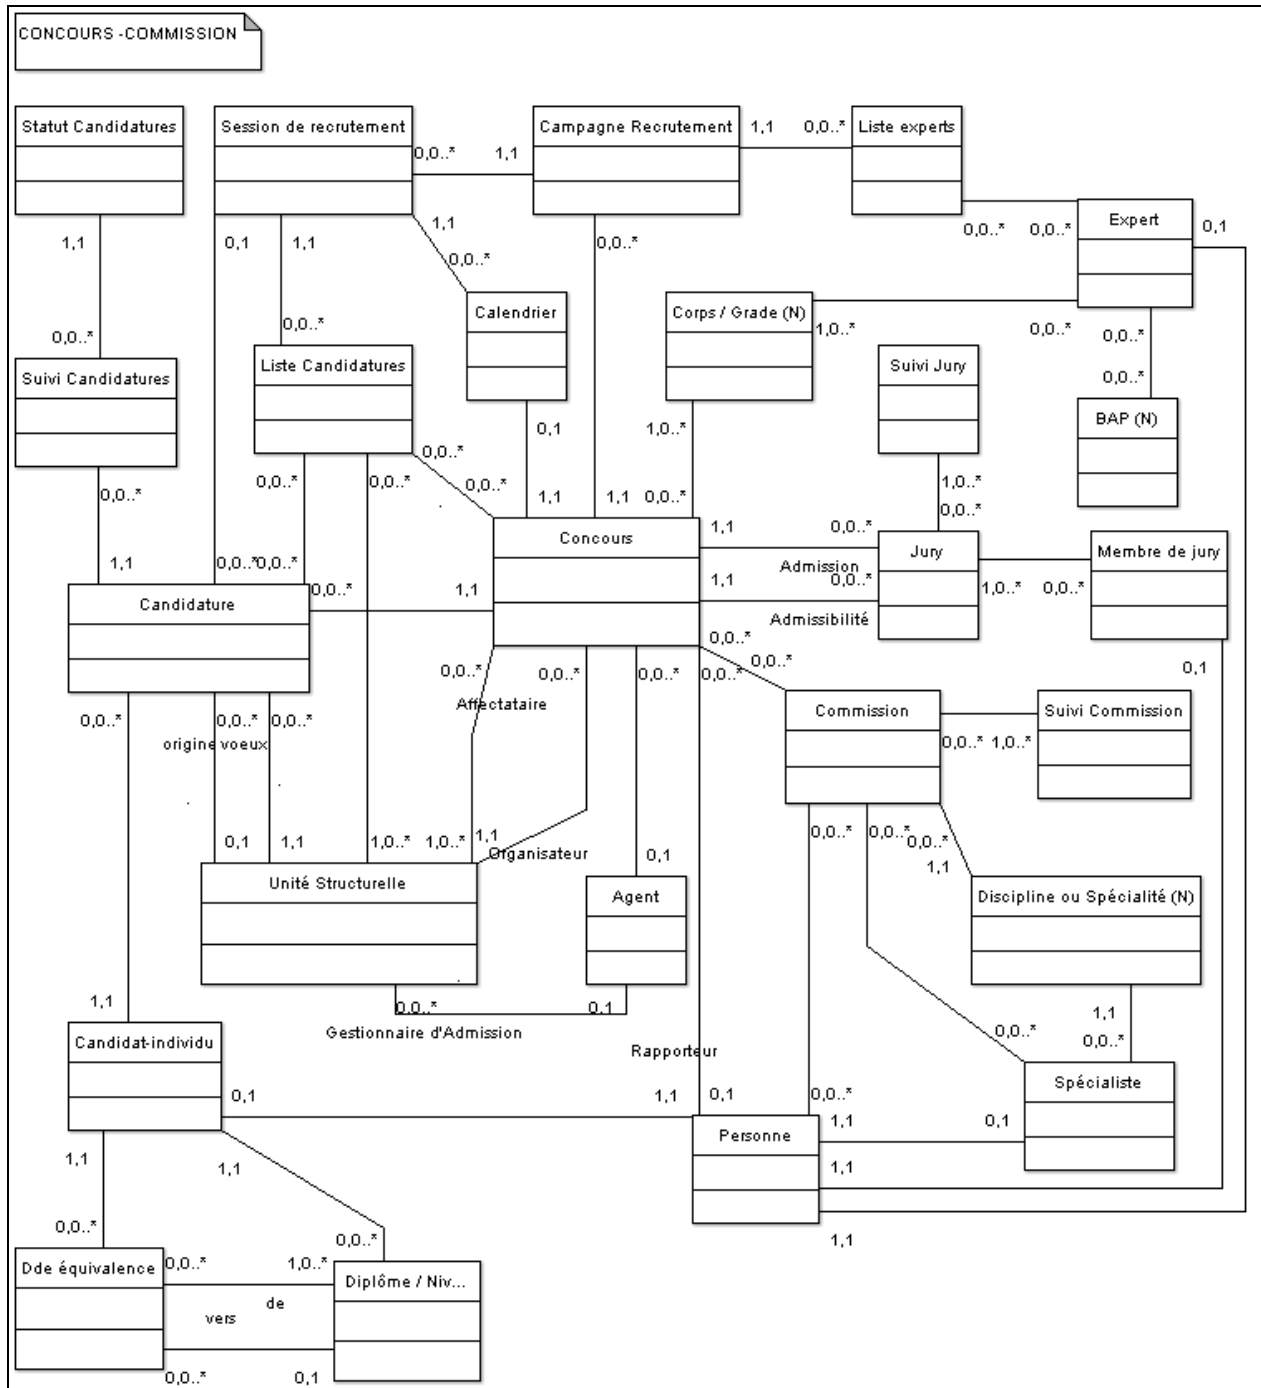 CONCOURS -COMMISSION
Statut Candidatures
Session de recrutement
Campagne Recrutement
1,1
0,0..*
Liste experts
0,0..*
1,1
Expert
0,1
1,1
0,1
1,1
1,1
0,0..*
0,0..*
0,0..*
0,0..*
0,0..*
Calendrier
Corps / Grade (N)
1,0..*
0,0..*
0,0..*
0,0..*
0,0..*
Suivi Candidatures
Liste Candidatures
Suivi Jury
0,0..*
BAP (N)
0,1
1,0..*
0,0..*
0,0..*
0,0..*
0,0..*
0,0..*
1,0..*
1,1
1,1
0,0..*
0,0..*
Concours
1,1
0,0..*
Jury
Membre de jury
Admission
1,1
0,0..*
0,0..*
1,1
0,0..*
1,0..*
0,0..*
Candidature
0,0..*
1,1
Admissibilité
0,0..*
0,0..*
0,0..*
0,0..*
0,0..*
0,0..*
0,1
Affectataire
Commission
Suivi Commission
0,0..*
0,0..*
0,0..*
origine
voeux
0,0..*
1,0..*
0,1
1,1
1,0..*
1,0..*
1,1
0,0..*
0,0..*
0,0..*
Organisateur
0,1
1,1
Unité Structurelle
Agent
Discipline ou Spécialité (N)
0,0..*
0,1
Gestionnaire d'Admission
1,1
1,1
0,0..*
0,0..*
Candidat-individu
Rapporteur
Spécialiste
0,1
1,1
0,1
0,0..*
1,1
0,1
Personne
1,1
1,1
1,1
0,0..*
0,0..*
1,1
Dde équivalence
0,0..*
1,0..*
Diplôme / Niv...
de
vers
0,0..*
0,1